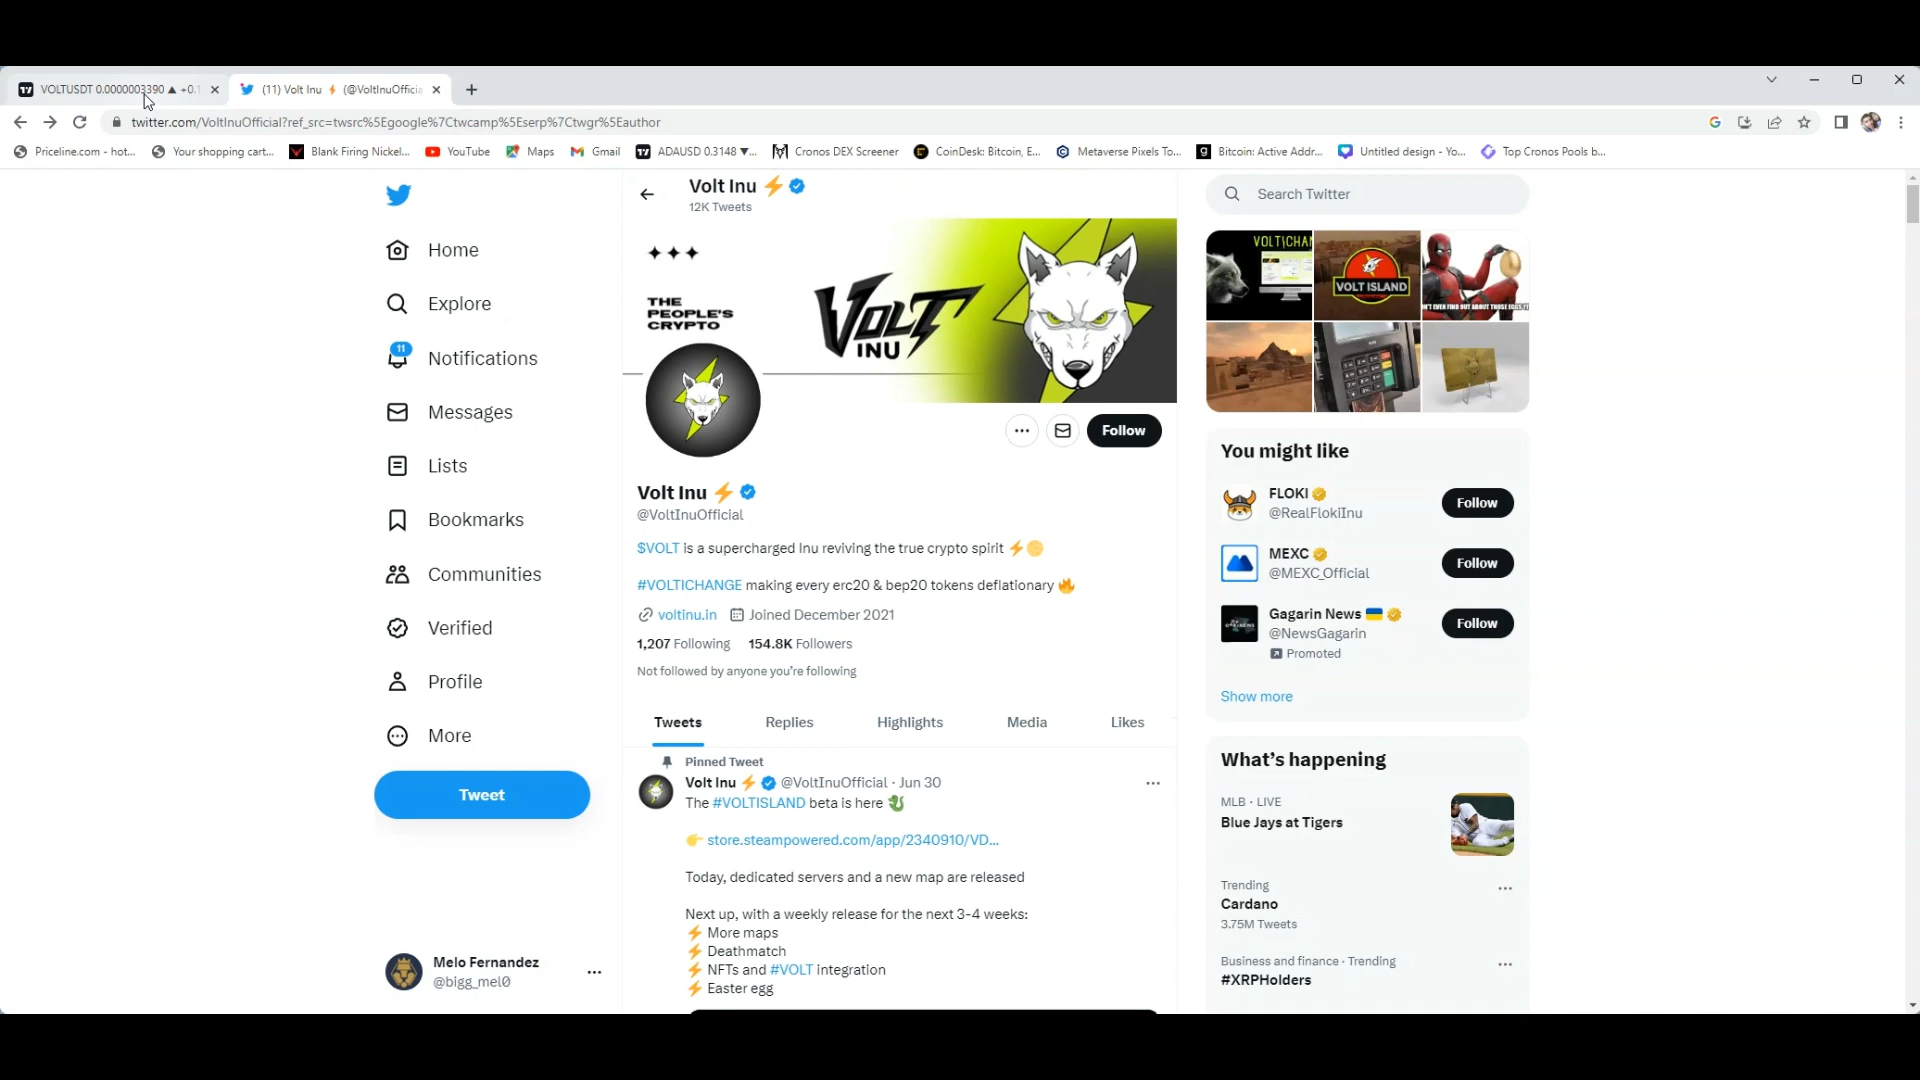 VOLTUSDT 0.0000003390 ▲ +0.1
(11) Volt Inu ⚡ (@VoltInuOfficia
twitter.com/VoltInuOfficial?ref_src=twsrc%5Egoogle%7Ctwcamp%5Eserp%7Ctwgr%5Eauthor
Priceline.com - hot...
Your shopping cart...
Blank Firing Nickel...
YouTube
Maps
Gmail
ADAUSD 0.3148 ▼...
Cronos DEX Screener
CoinDesk: Bitcoin, E...
Metaverse Pixels To...
Bitcoin: Active Addr...
Untitled design - Yo...
Top Cronos Pools b...
Home
Explore
11
Notifications
Messages
Lists
Bookmarks
Communities
Verified
Profile
More
Tweet
Melo Fernandez
@bigg_mel0
Volt Inu ⚡
12K Tweets
THE
PEOPLE'S
CRYPTO
VOLT
INU
Follow
Volt Inu ⚡
@VoltInuOfficial
$VOLT is a supercharged Inu reviving the true crypto spirit ⚡🌕
#VOLTICHANGE making every erc20 & bep20 tokens deflationary 🔥
voltinu.in Joined December 2021
1,207 Following 154.8K Followers
Not followed by anyone you're following
Tweets Replies Highlights Media Likes
Pinned Tweet
Volt Inu ⚡ @VoltInuOfficial · Jun 30
The #VOLTISLAND beta is here 🐉
👉 store.steampowered.com/app/2340910/VD...
Today, dedicated servers and a new map are released
Next up, with a weekly release for the next 3-4 weeks:
⚡ More maps
⚡ Deathmatch
⚡ NFTs and #VOLT integration
⚡ Easter egg
Search Twitter
VOLTICHAN
VOLT ISLAND
You might like
FLOKI
@RealFlokiInu
Follow
MEXC
@MEXC_Official
Follow
Gagarin News 🇺🇦
@NewsGagarin
Promoted
Follow
Show more
What's happening
MLB · LIVE
Blue Jays at Tigers
Trending
Cardano
3.75M Tweets
Business and finance · Trending
#XRPHolders